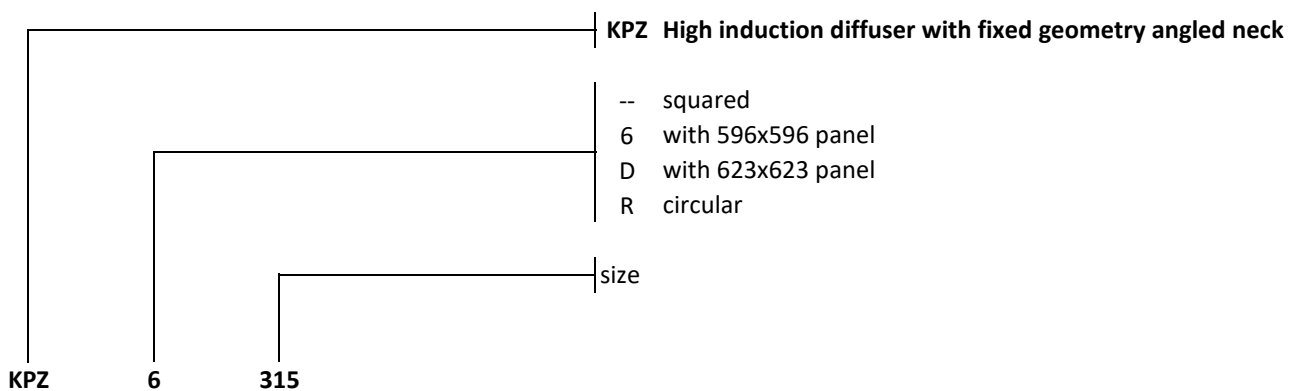 KPZ High induction diffuser with fixed geometry angled neck
-- squared
6 with 596x596 panel
D with 623x623 panel
R circular
size
KPZ 6 315